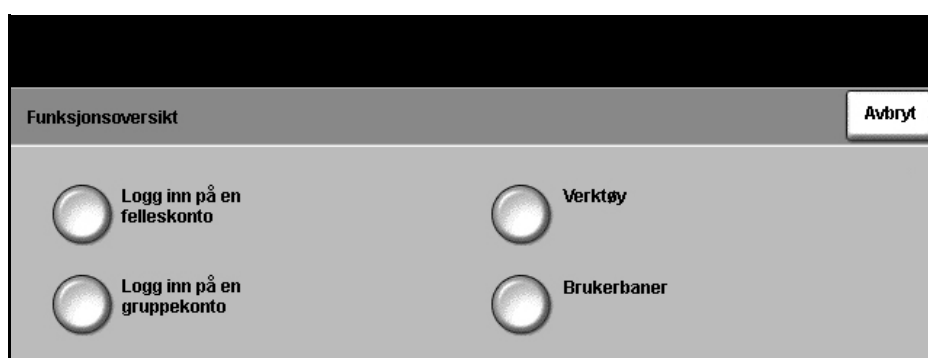 Funksjonsoversikt
Avbryt
Logg inn på en
felleskonto
Verktøy
Logg inn på en
gruppekonto
Brukerbaner